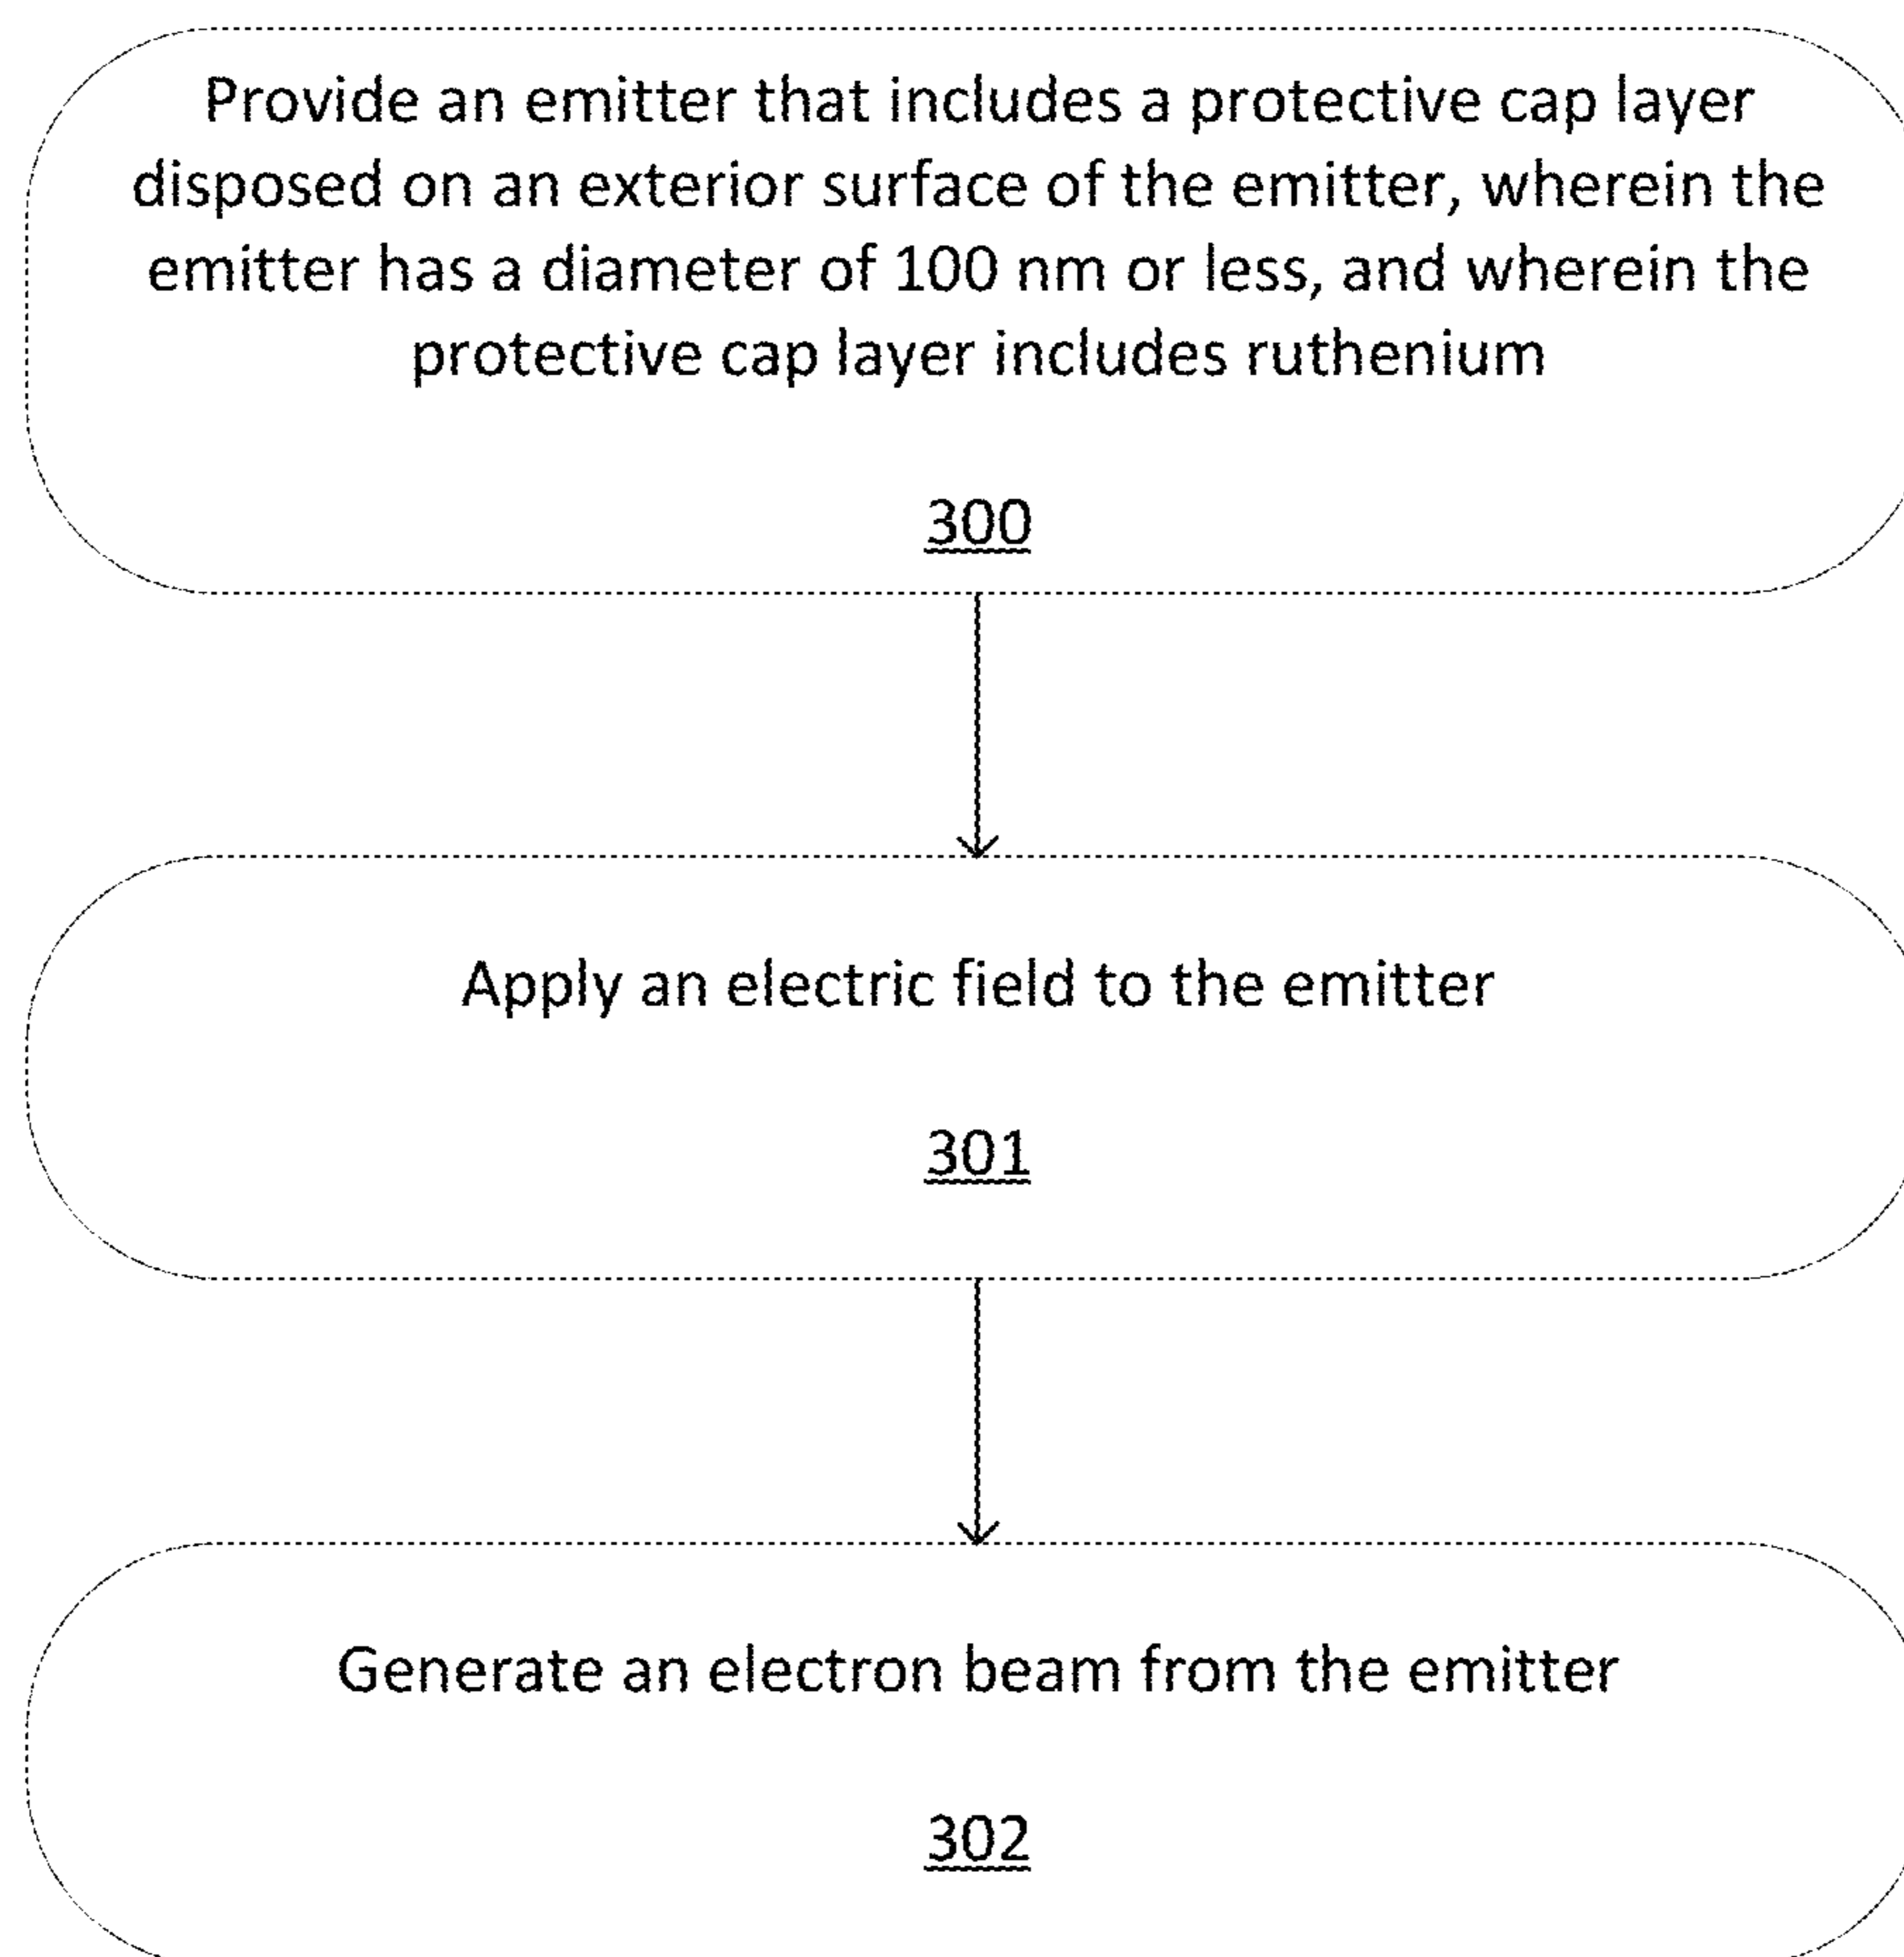 Provide an emitter that includes a protective cap layer
disposed on an exterior surface of the emitter, wherein the
emitter has a diameter of 100 nm or less, and wherein the
protective cap layer includes ruthenium
300
Apply an electric field to the emitter
301
Generate an electron beam from the emitter
302